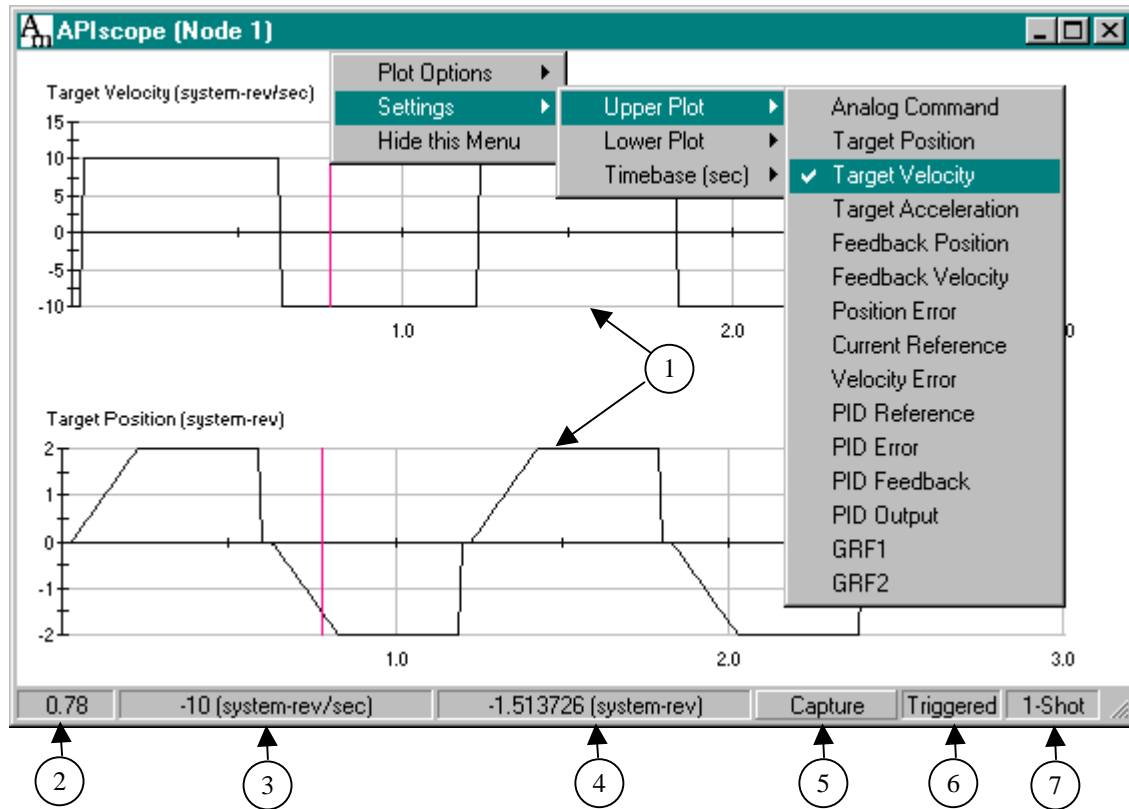 Am APIscope (Node 1)
Plot Options
Settings
Hide this Menu
Upper Plot
Lower Plot
Timebase (sec)
Analog Command
Target Position
Target Velocity
Target Acceleration
Feedback Position
Feedback Velocity
Position Error
Current Reference
Velocity Error
PID Reference
PID Error
PID Feedback
PID Output
GRF1
GRF2
Target Velocity (system-rev/sec)
15
10
5
0
-5
-10
1.0
2.0
0
1
Target Position (system-rev)
2
1
0
-1
-2
1.0
2.0
3.0
0.78
-10 (system-rev/sec)
-1.513726 (system-rev)
Capture
Triggered
1-Shot
2
3
4
5
6
7